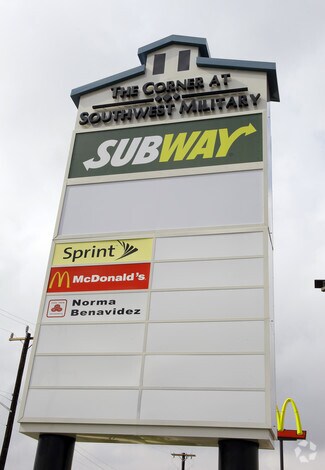 THE CORNER AT
SOUTHWEST MILITARY
SUBWAY
Sprint
McDonald's
Norma
Benavidez